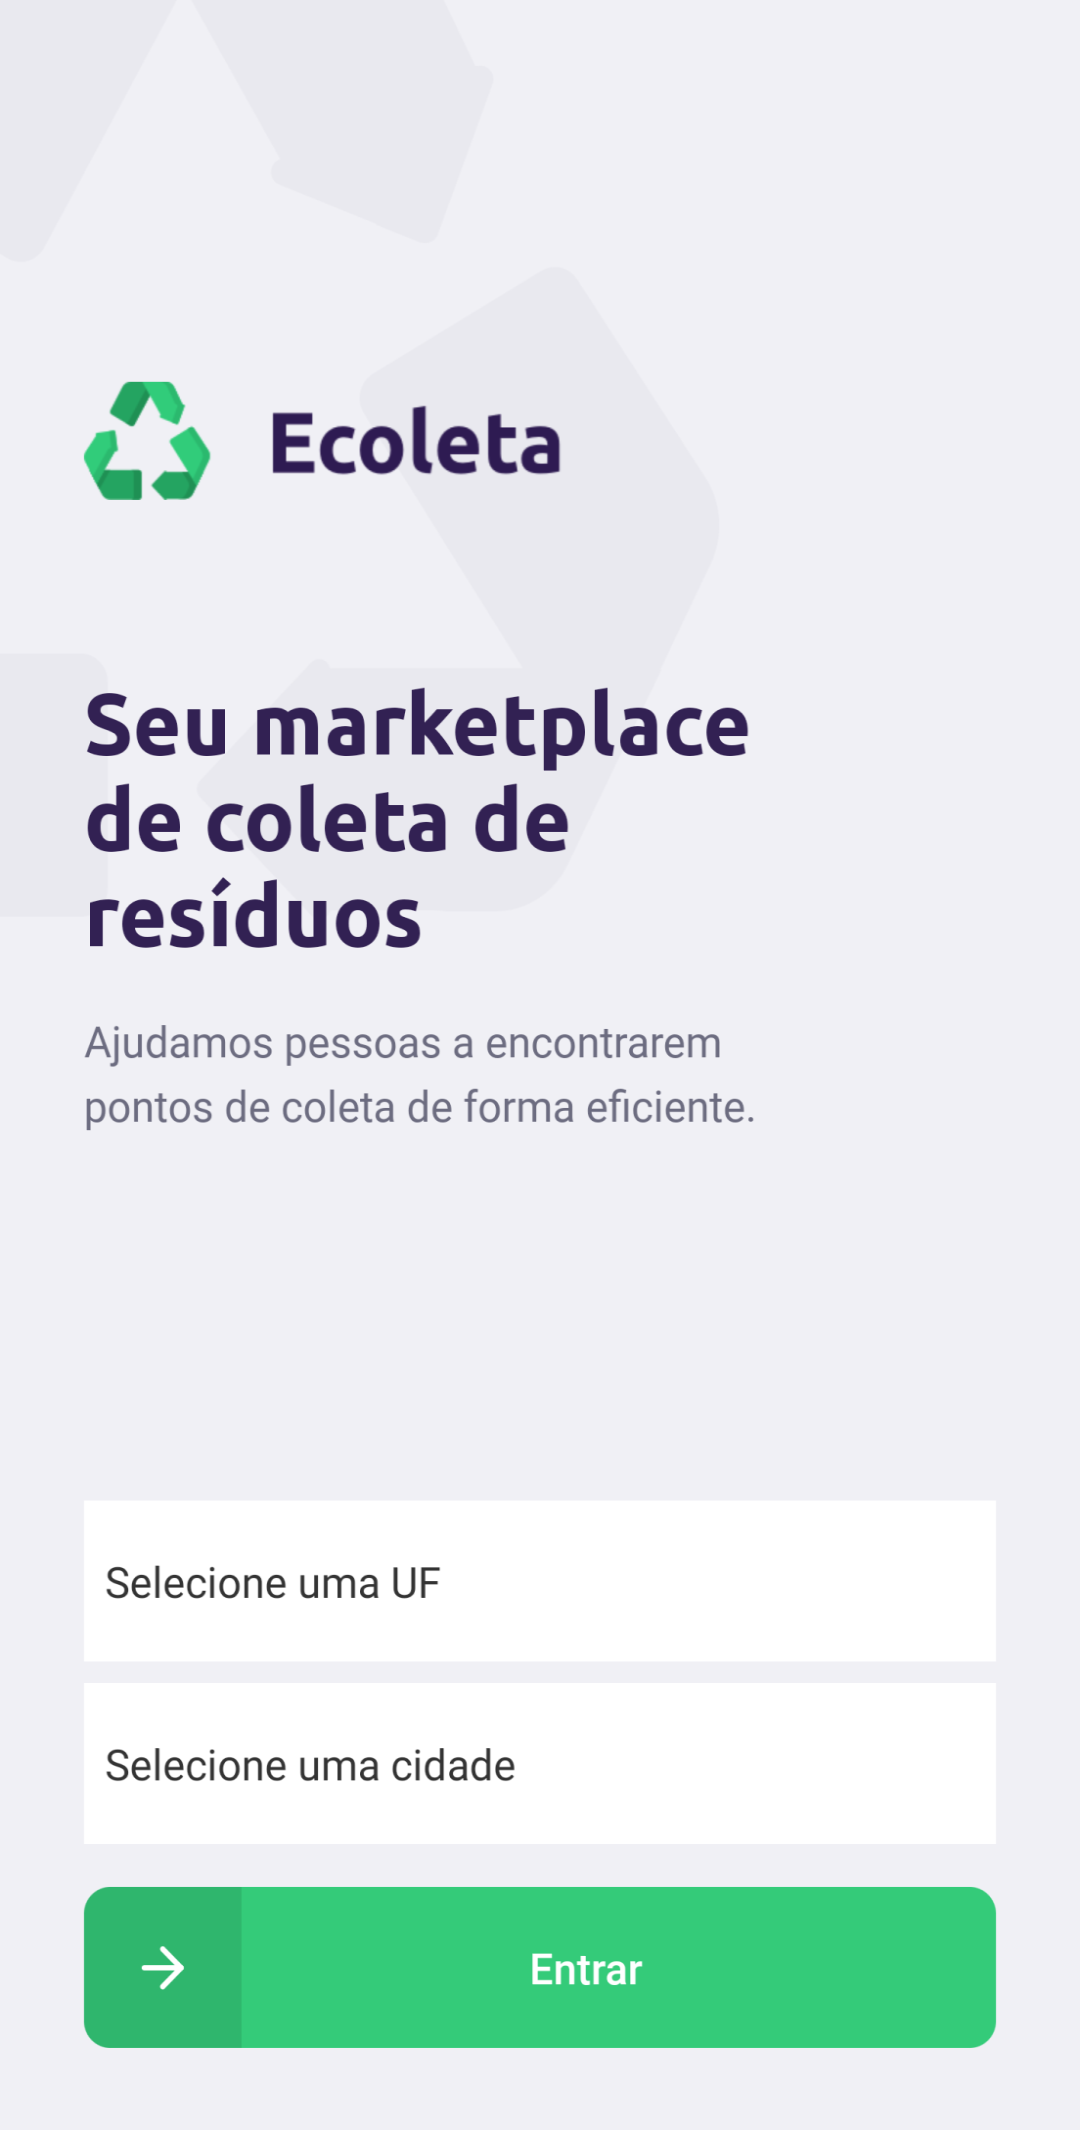 Ecoleta
Seu marketplace
de coleta de
resíduos
Ajudamos pessoas a encontrarem
pontos de coleta de forma eficiente.
Selecione uma UF
Selecione uma cidade
Entrar